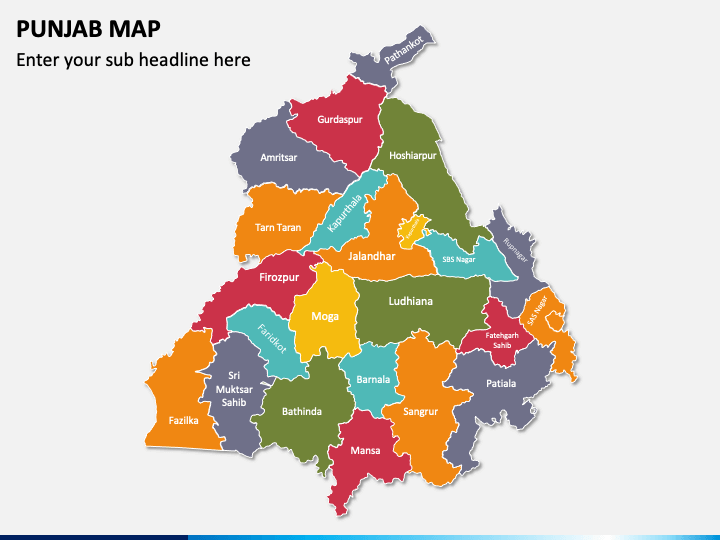 PUNJAB MAP
Enter your sub headline here
Pathankot
Gurdaspur
Amritsar
Hoshiarpur
Kapurthala
Tarn Taran
Jalandhar
SBS Nagar
Rupnagar
Firozpur
Moga
Ludhiana
SAS Nagar
Faridkot
Fatehgarh
Sahib
Sri
Muktsar
Sahib
Barnala
Patiala
Fazilka
Bathinda
Sangrur
Mansa